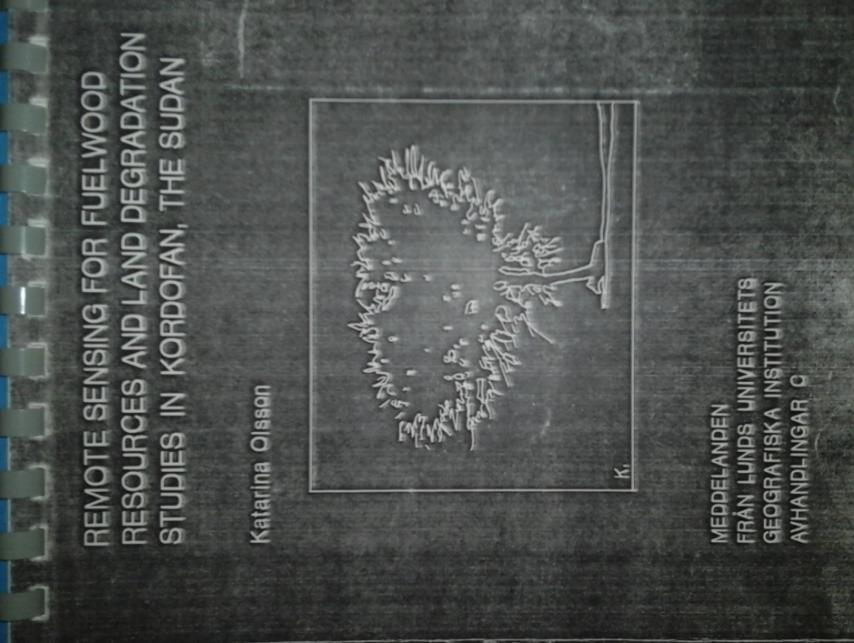 REMOTE SENSING FOR FUELWOOD
RESOURCES AND LAND DEGRADATION
STUDIES IN KORDOFAN, THE SUDAN
Katarina Olsson
K.
MEDDELANDEN
FRÅN LUNDS UNIVERSITETS
GEOGRAFISKA INSTITUTION
AVHANDLINGAR